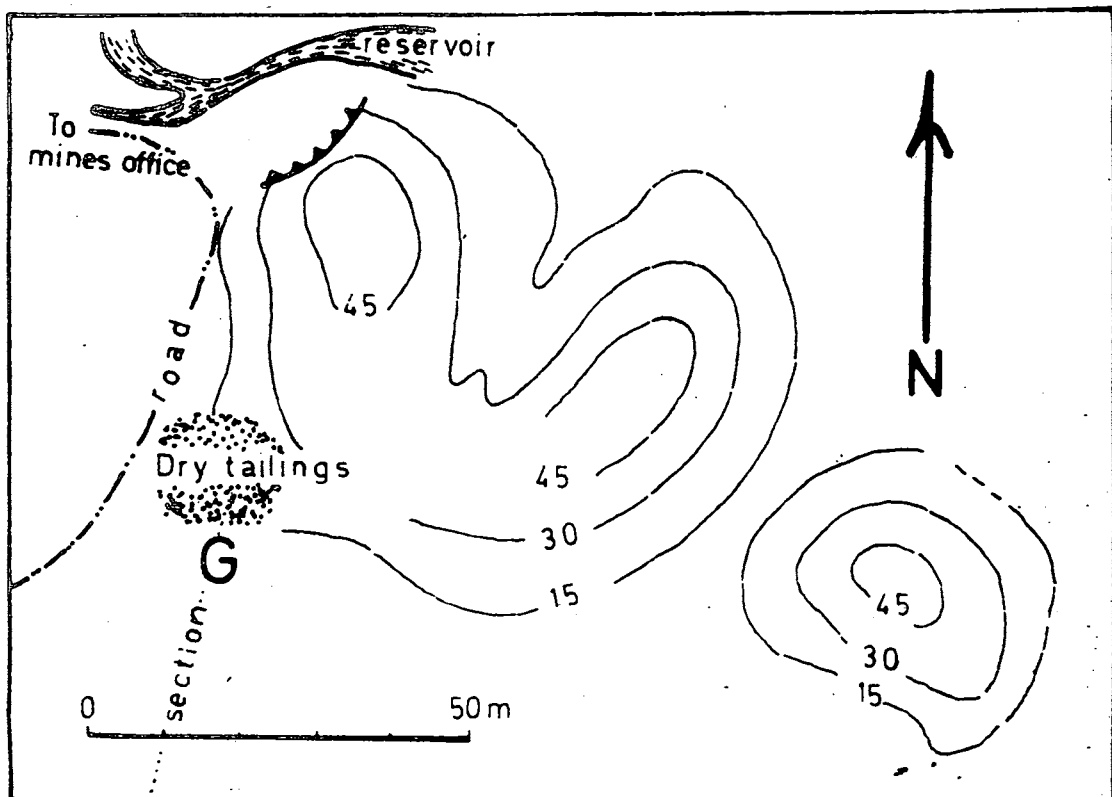 reservoir
To
mines office
45
road
N
Dry tailings
45
G
30
15
45
section
30
15
0 50m